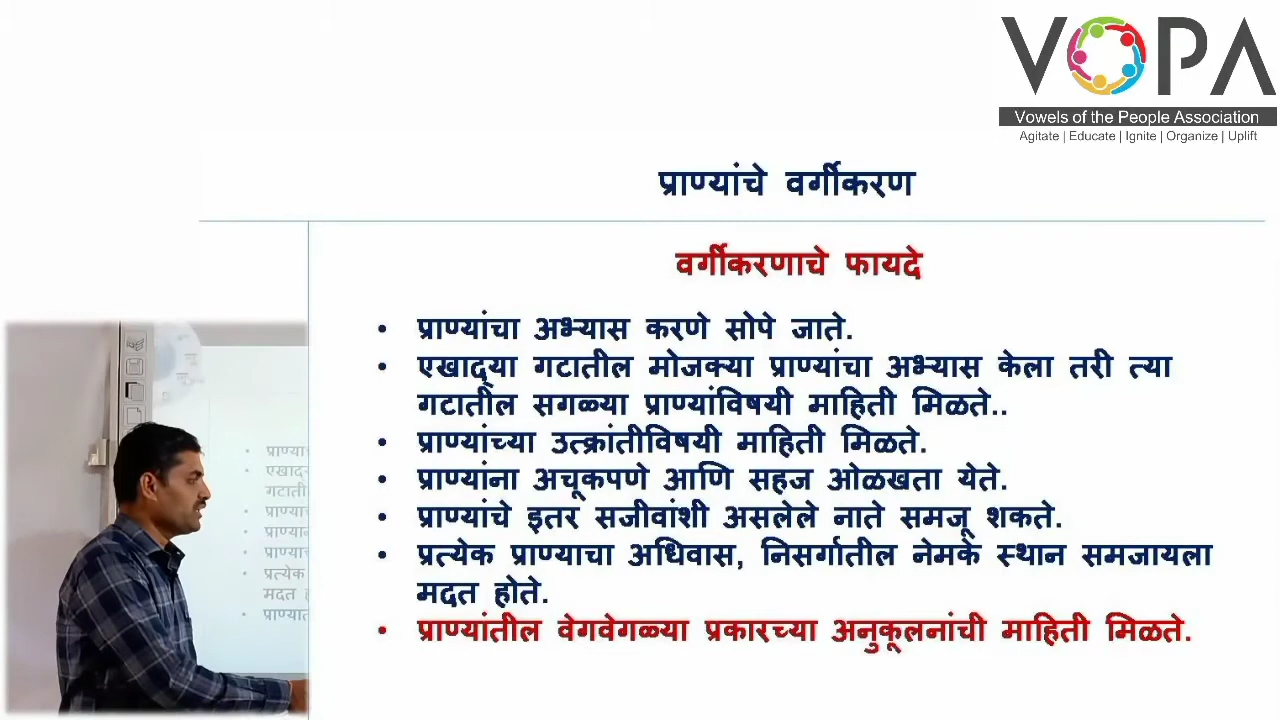 VOPA
Vowels of the People Association
Agitate | Educate | Ignite | Organize | Uplift
प्राण्यांचे वर्गीकरण
वर्गीकरणाचे फायदे
• प्राण्यांचा अभ्यास करणे सोपे जाते.
• एखाद्या गटातील मोजक्या प्राण्यांचा अभ्यास केला तरी त्या
गटातील सगळ्या प्राण्यांविषयी माहिती मिळते..
• प्राण्यांच्या उत्क्रांतीविषयी माहिती मिळते.
• प्राण्यांना अचूकपणे आणि सहज ओळखता येते.
• प्राण्यांचे इतर सजीवांशी असलेले नाते समजू शकते.
• प्रत्येक प्राण्याचा अधिवास, निसर्गातील नेमके स्थान समजायला
मदत होते.
• प्राण्यांतील वेगवेगळ्या प्रकारच्या अनुकूलनांची माहिती मिळते.